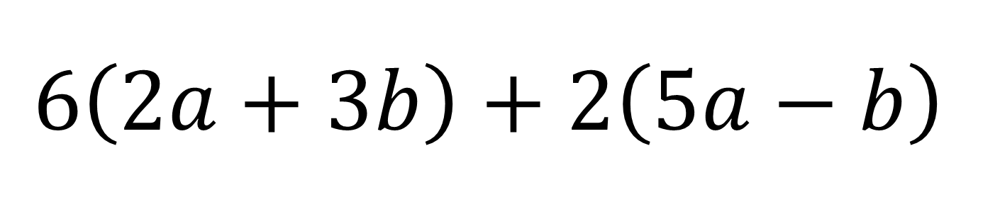 6(2a + 3b) + 2(5a − b)